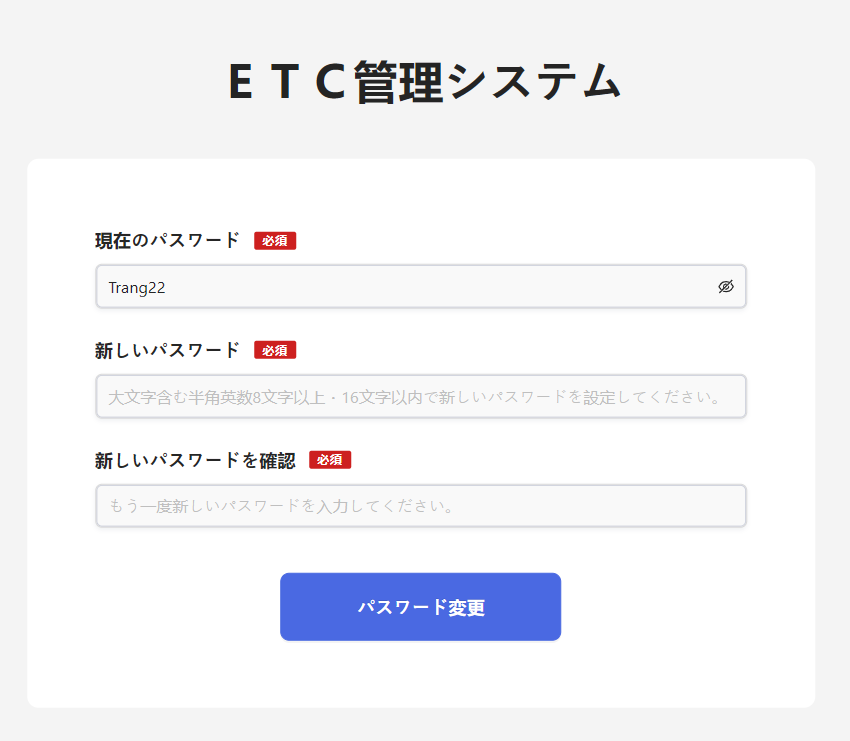 ＥＴＣ管理システム
現在のパスワード 必須
Trang22
新しいパスワード 必須
大文字含む半角英数8文字以上・16文字以内で新しいパスワードを設定してください。
新しいパスワードを確認 必須
もう一度新しいパスワードを入力してください。
パスワード変更